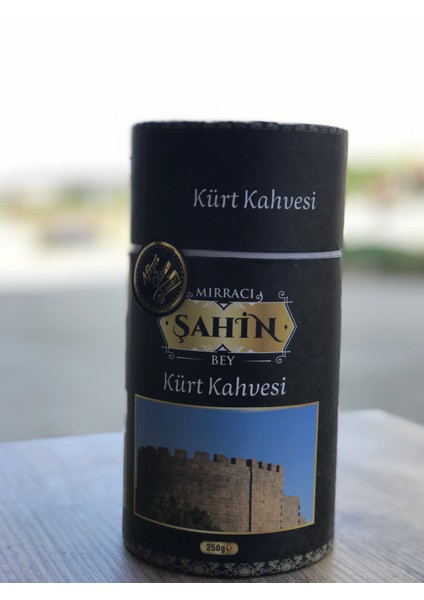 Kürt Kahvesi
MIRRACI
ŞAHİN
BEY
Kürt Kahvesi
250g e